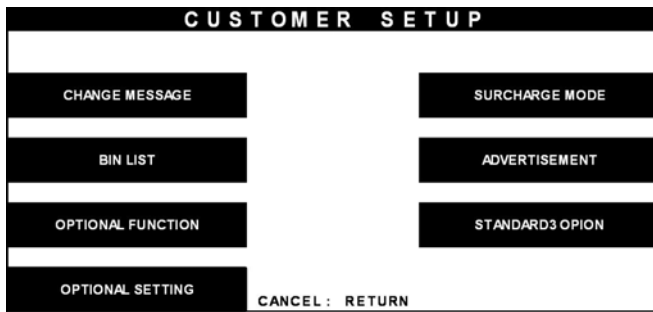 CUSTOMER SETUP
CHANGE MESSAGE
SURCHARGE MODE
BIN LIST
ADVERTISEMENT
OPTIONAL FUNCTION
STANDARD3 OPION
OPTIONAL SETTING
CANCEL : RETURN